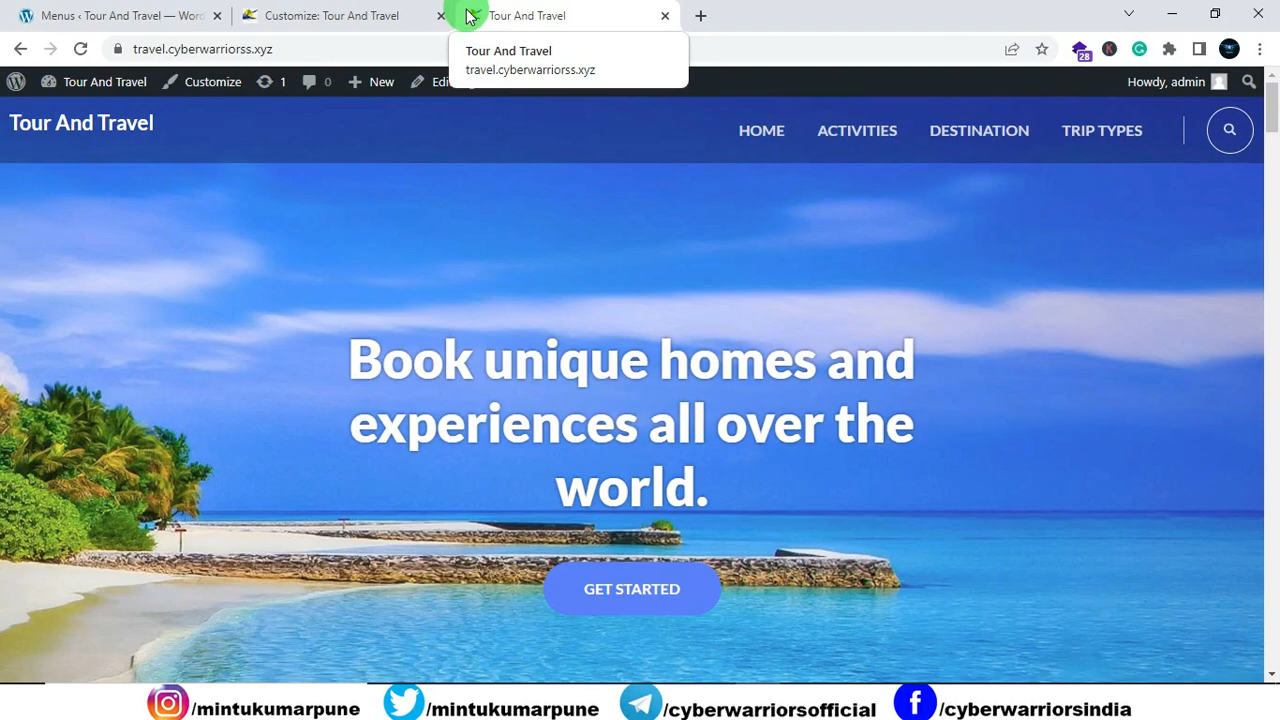 Menus ‹ Tour And Travel — Word
Customize: Tour And Travel
Tour And Travel
travel.cyberwarriorss.xyz
Tour And Travel
travel.cyberwarriorss.xyz
28
K
Tour And Travel
Customize
1
0
New
Howdy, admin
Tour And Travel
HOME
ACTIVITIES
DESTINATION
TRIP TYPES
Book unique homes and
experiences all over the
world.
GET STARTED
/mintukumarpune
/mintukumarpune
/cyberwarriorsofficial
/cyberwarriorsindia